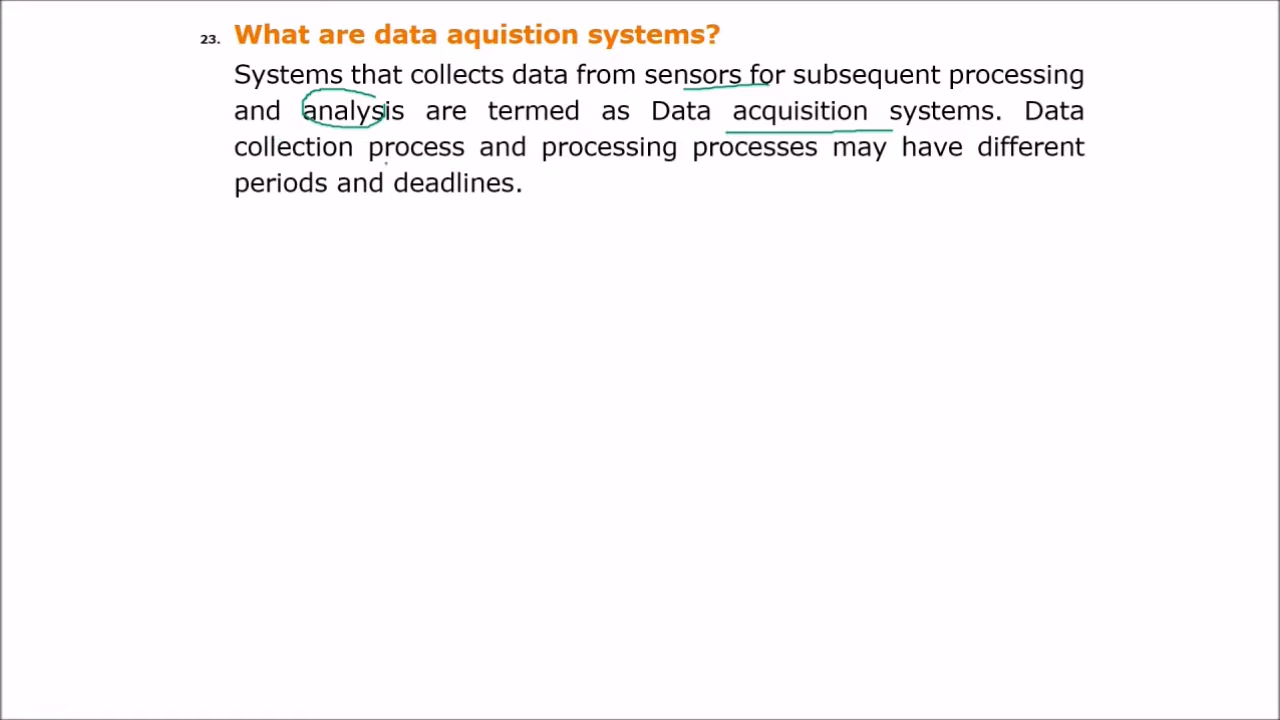 23. What are data aquistion systems?
Systems that collects data from sensors for subsequent processing
and analysis are termed as Data acquisition systems. Data
collection process and processing processes may have different
periods and deadlines.